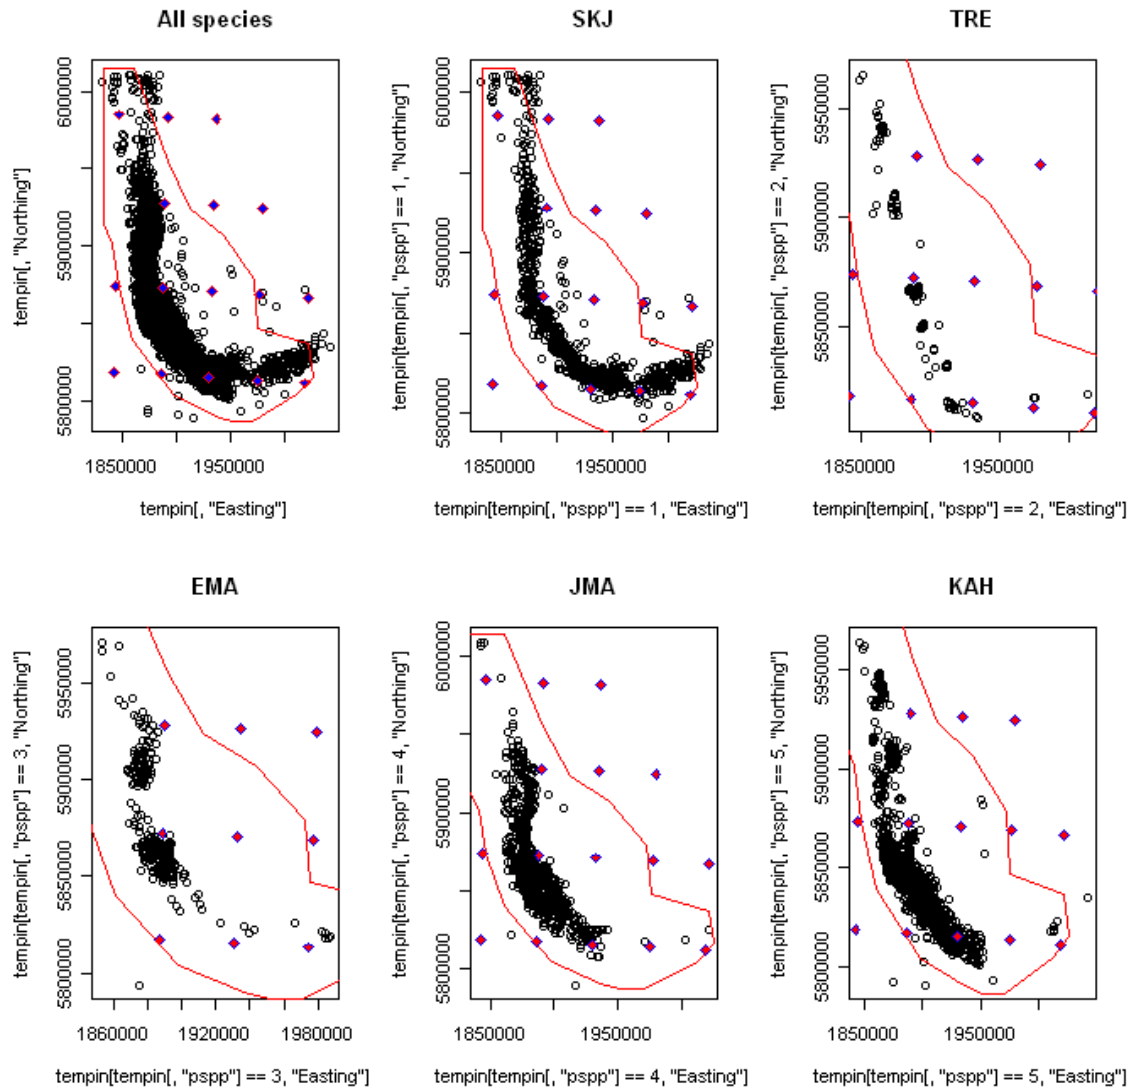 All species
SKJ
TRE
tempin[, "Northing"]
5800000 5900000 6000000
1850000 1950000
tempin[, "Easting"]
tempin[tempin[, "pspp"] == 1, "Northing"]
5800000 5900000 6000000
1850000 1950000
tempin[tempin[, "pspp"] == 1, "Easting"]
tempin[tempin[, "pspp"] == 2, "Northing"]
5850000 5900000 5950000
1850000 1950000
tempin[tempin[, "pspp"] == 2, "Easting"]
EMA
JMA
KAH
tempin[tempin[, "pspp"] == 3, "Northing"]
5800000 5850000 5900000 5950000
1860000 1920000 1980000
tempin[tempin[, "pspp"] == 3, "Easting"]
tempin[tempin[, "pspp"] == 4, "Northing"]
5800000 5900000 6000000
1850000 1950000
tempin[tempin[, "pspp"] == 4, "Easting"]
tempin[tempin[, "pspp"] == 5, "Northing"]
5800000 5850000 5900000 5950000
1850000 1950000
tempin[tempin[, "pspp"] == 5, "Easting"]